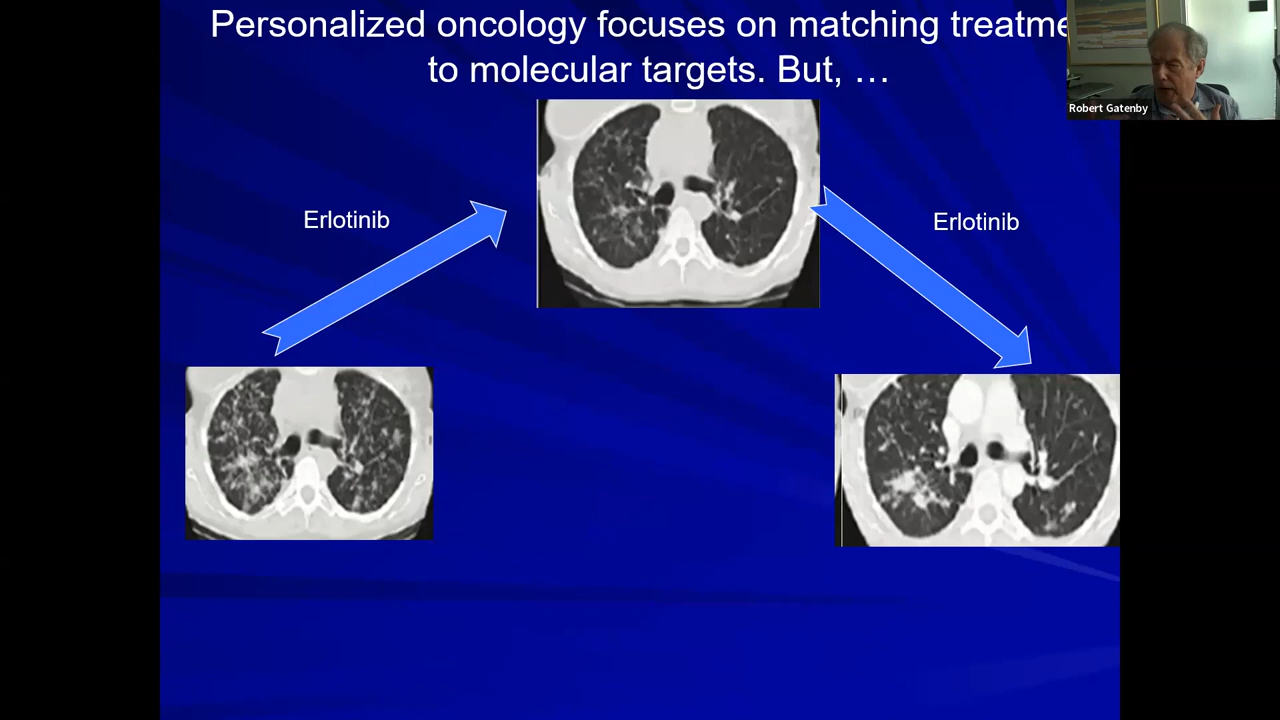 Personalized oncology focuses on matching treatme
to molecular targets. But, …
Robert Gatenby
Erlotinib
Erlotinib